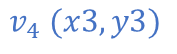 v₄ (x3, y3)